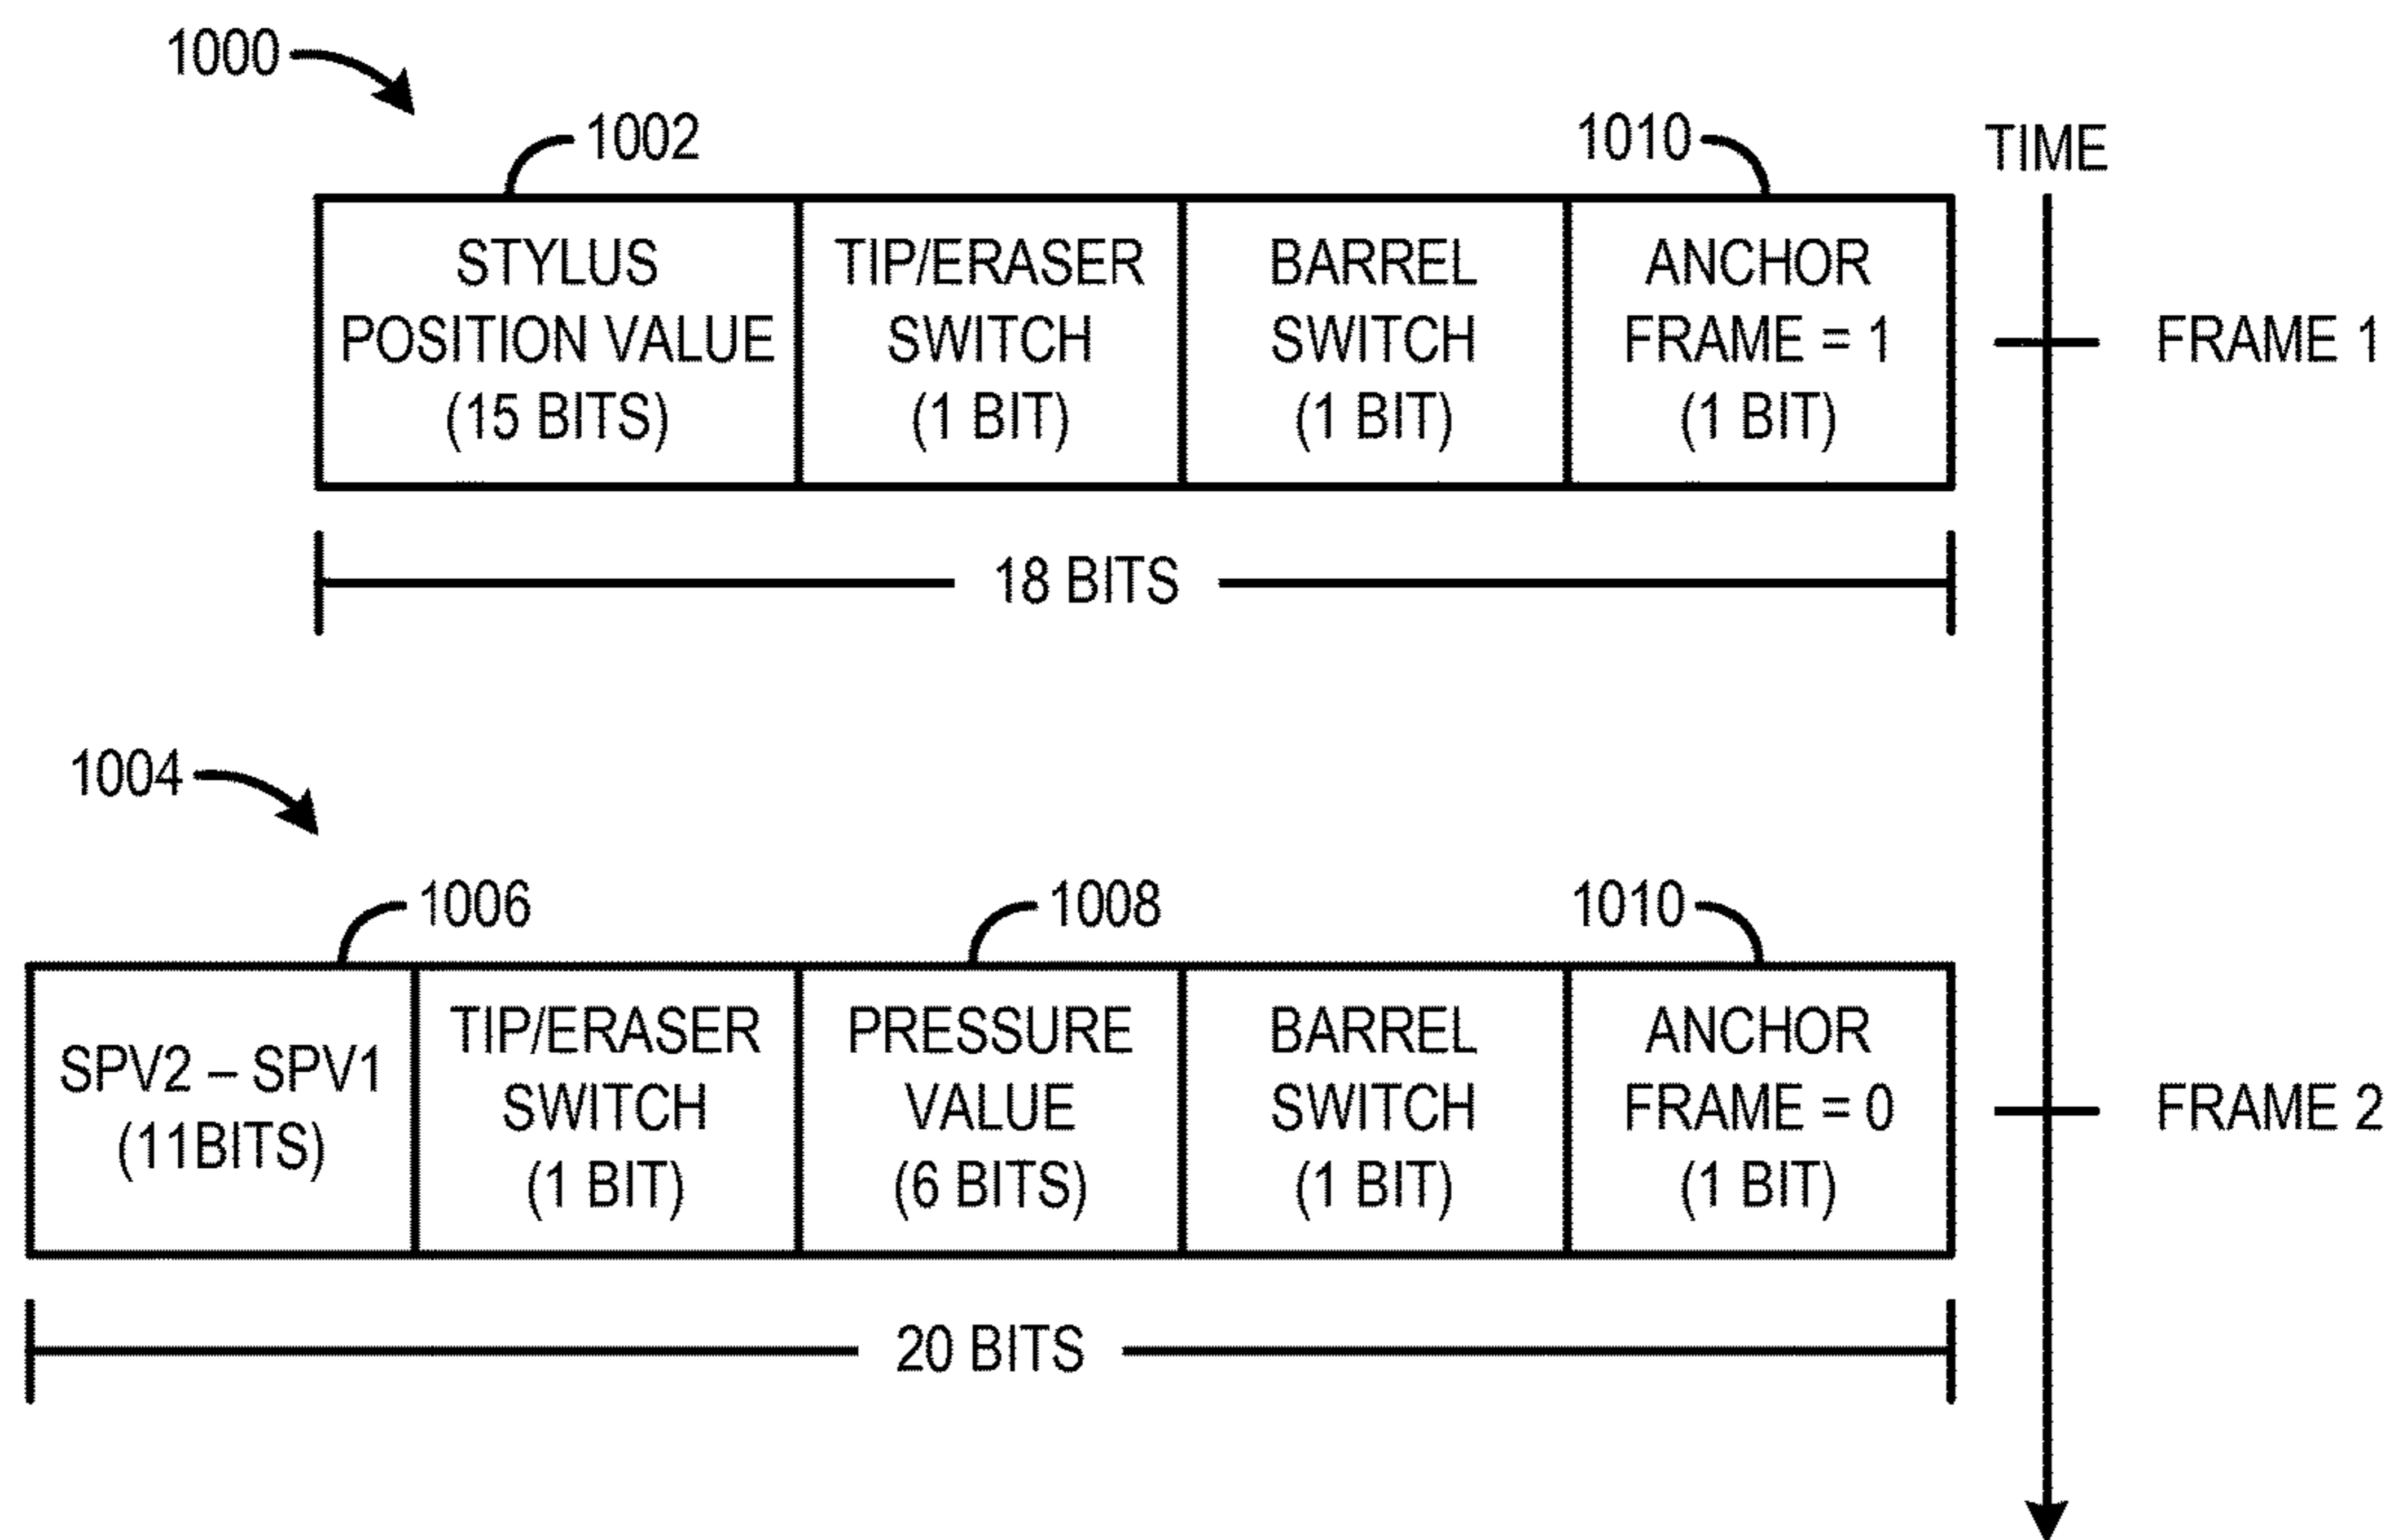 1000
1002
1010
TIME
STYLUS
POSITION VALUE
(15 BITS)
TIP/ERASER
SWITCH
(1 BIT)
BARREL
SWITCH
(1 BIT)
ANCHOR
FRAME = 1
(1 BIT)
FRAME 1
18 BITS
1004
1006
1008
1010
SPV2 – SPV1
(11BITS)
TIP/ERASER
SWITCH
(1 BIT)
PRESSURE
VALUE
(6 BITS)
BARREL
SWITCH
(1 BIT)
ANCHOR
FRAME = 0
(1 BIT)
FRAME 2
20 BITS